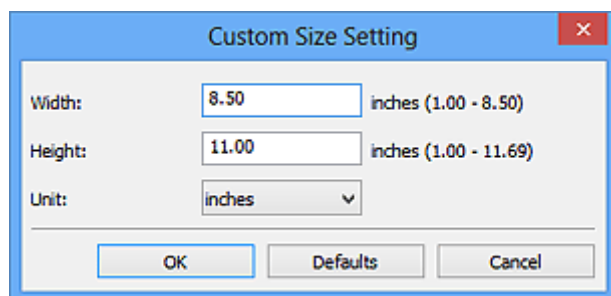 Custom Size Setting
Width: 8.50 inches (1.00 - 8.50)
Height: 11.00 inches (1.00 - 11.69)
Unit: inches
OK Defaults Cancel